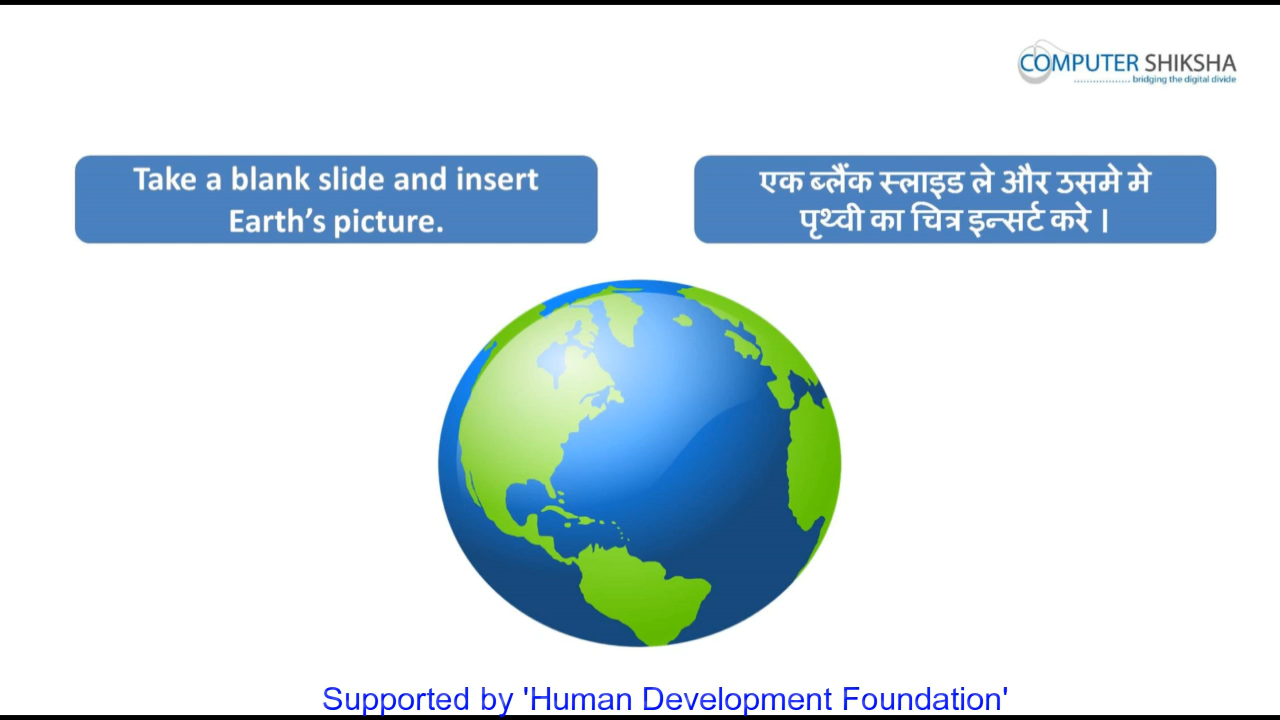 COMPUTER SHIKSHA
bridging the digital divide
Take a blank slide and insert
Earth's picture.
एक ब्लैंक स्लाइड ले और उसमे मे
पृथ्वी का चित्र इन्सर्ट करे |
Supported by 'Human Development Foundation'